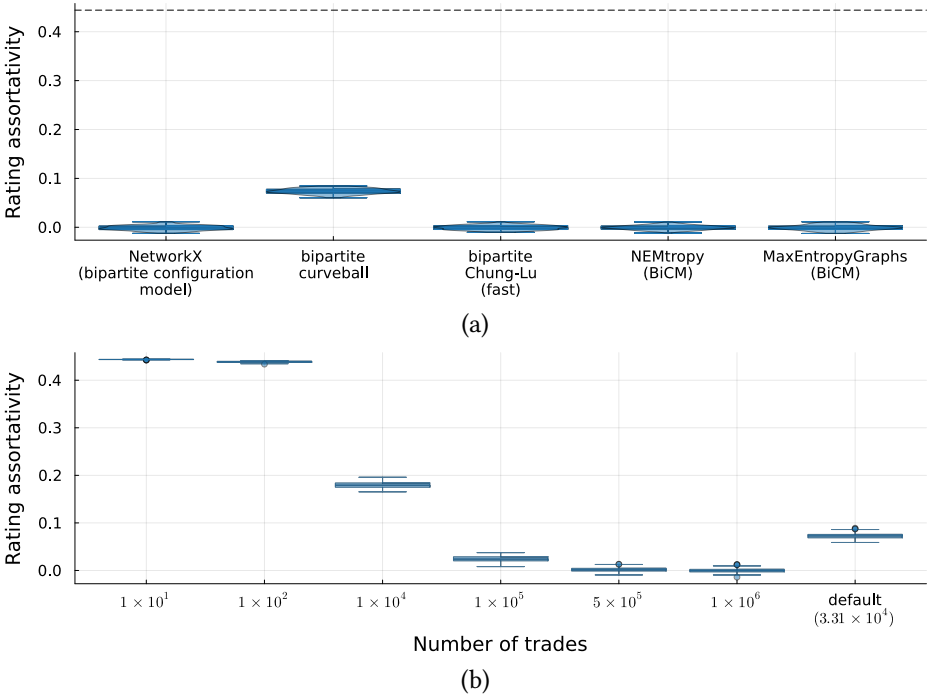 Rating assortativity
0.4
0.3
0.2
0.1
0.0
NetworkX
(bipartite configuration
model)
bipartite
curveball
bipartite
Chung-Lu
(fast)
NEMtropy
(BiCM)
MaxEntropyGraphs
(BiCM)
(a)
Rating assortativity
0.4
0.3
0.2
0.1
0.0
1 × 10¹
1 × 10²
1 × 10⁴
1 × 10⁵
5 × 10⁵
1 × 10⁶
default
(3.31 × 10⁴)
Number of trades
(b)